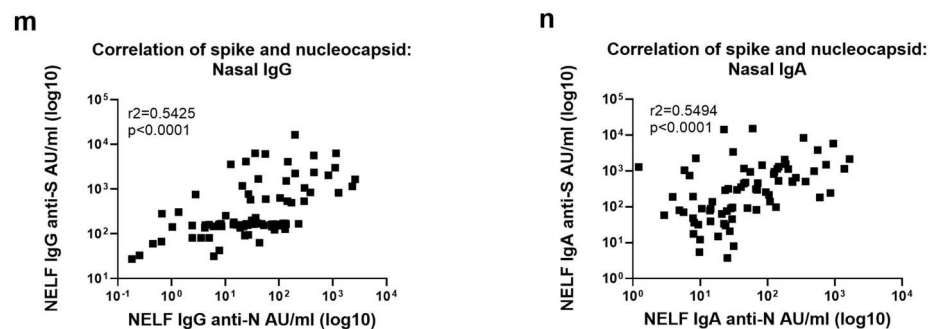 m
Correlation of spike and nucleocapsid:
Nasal IgG
NELF IgG anti-S AU/ml (log10)
r2=0.5425
p<0.0001
10⁵
10⁴
10³
10²
10¹
10⁻¹ 10⁰ 10¹ 10² 10³ 10⁴
NELF IgG anti-N AU/ml (log10)
n
Correlation of spike and nucleocapsid:
Nasal IgA
NELF IgA anti-S AU/ml (log10)
r2=0.5494
p<0.0001
10⁵
10⁴
10³
10²
10¹
10⁰
10⁰ 10¹ 10² 10³ 10⁴
NELF IgA anti-N AU/ml (log10)